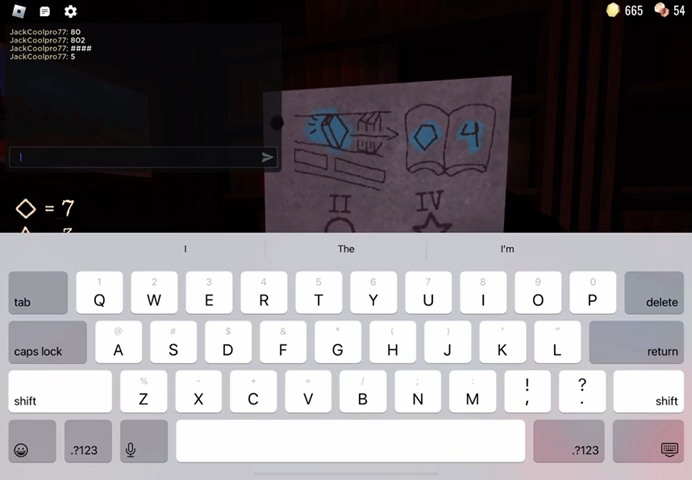 665
54
JackCoolpro77: 80
JackCoolpro77: 802
JackCoolpro77: ####
JackCoolpro77: 5
4
II IV
= 7
I The I'm
1 2 3 4 5 6 7 8 9 0
tab Q W E R T Y U I O P delete
@ # $ & * ( ) ' "
caps lock A S D F G H J K L return
% - + = / ; : ! ?
shift Z X C V B N M , . shift
.?123 .?123